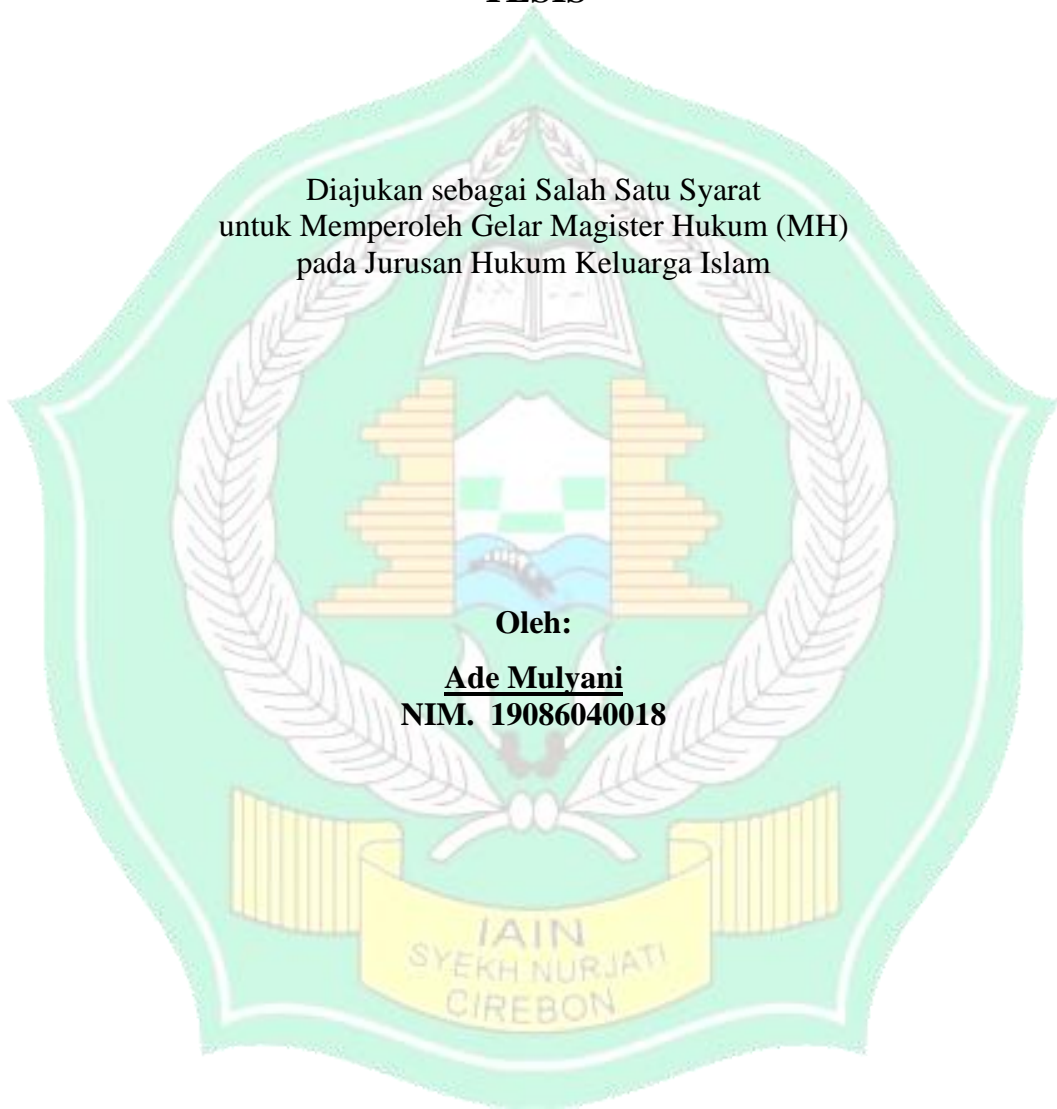 TESIS
Diajukan sebagai Salah Satu Syarat
untuk Memperoleh Gelar Magister Hukum (MH)
pada Jurusan Hukum Keluarga Islam
Oleh:
Ade Mulyani
NIM. 19086040018
IAIN
SYEKH NURJATI
CIREBON